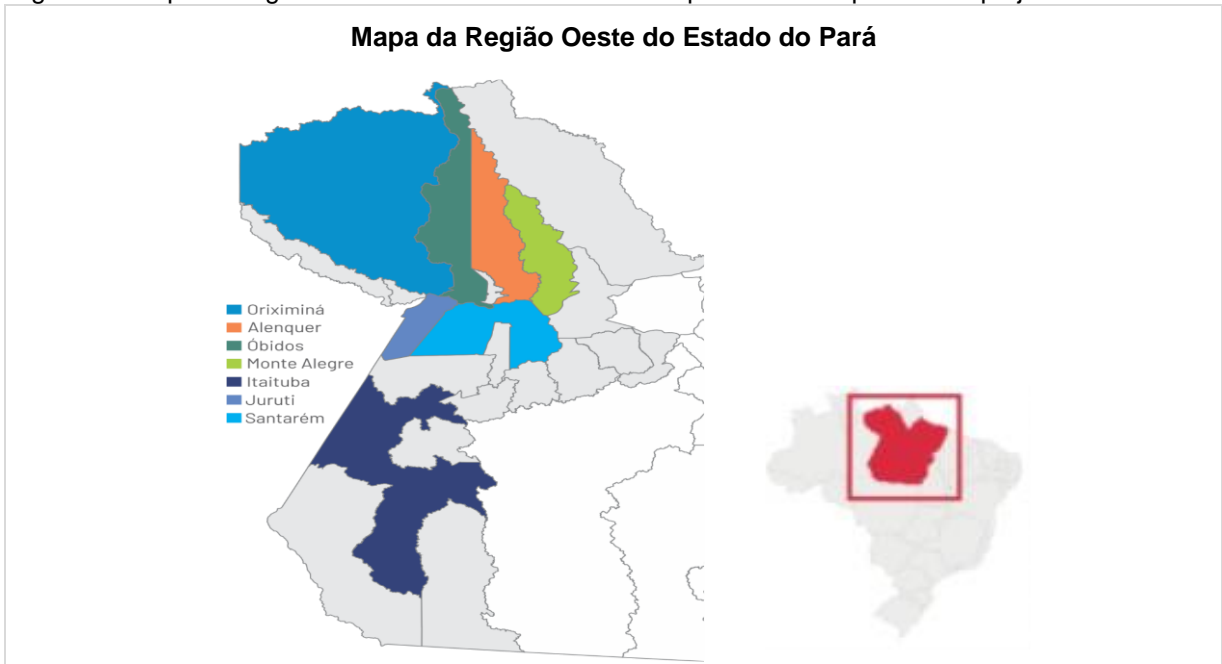 Mapa da Região Oeste do Estado do Pará
Oriximiná
Alenquer
Óbidos
Monte Alegre
Itaituba
Juruti
Santarém